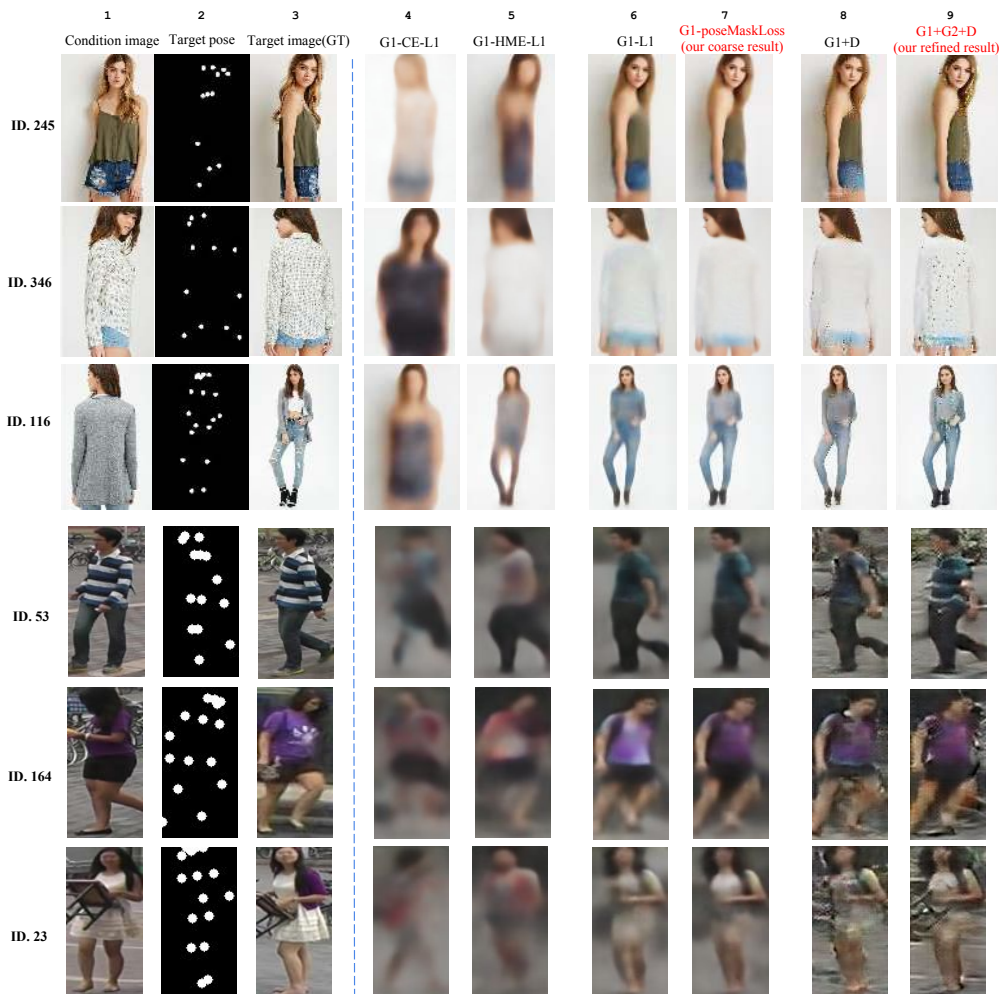 1 2 3 4 5 6 7 8 9
Condition image Target pose Target image(GT) G1-CE-L1 G1-HME-L1 G1-L1 G1-poseMaskLoss G1+D G1+G2+D
(our coarse result) (our refined result)
ID. 245
ID. 346
ID. 116
ID. 53
ID. 164
ID. 23